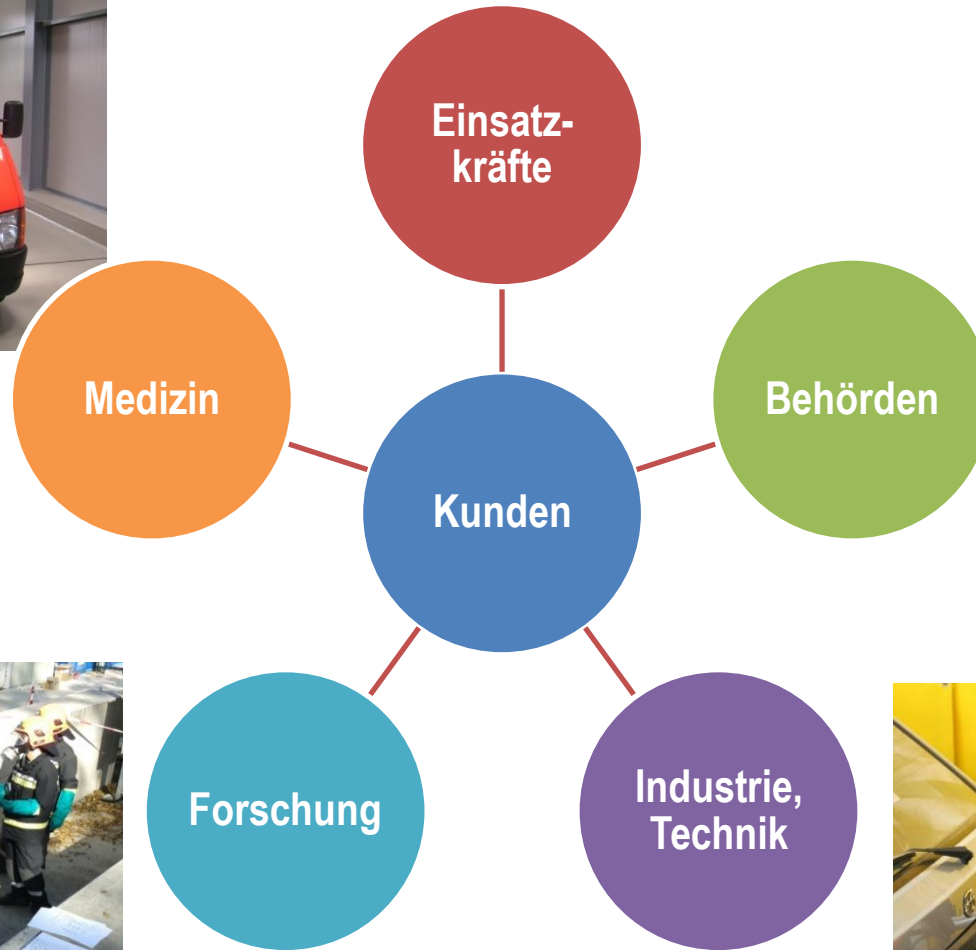 Einsatz-
kräfte
Medizin
Behörden
Kunden
Forschung
Industrie,
Technik